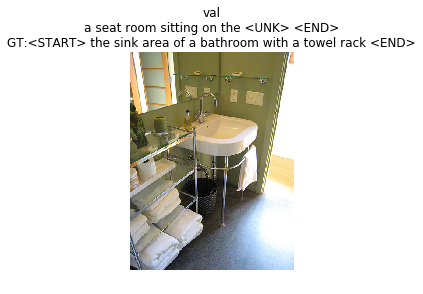 val
a seat room sitting on the <UNK> <END>
GT:<START> the sink area of a bathroom with a towel rack <END>